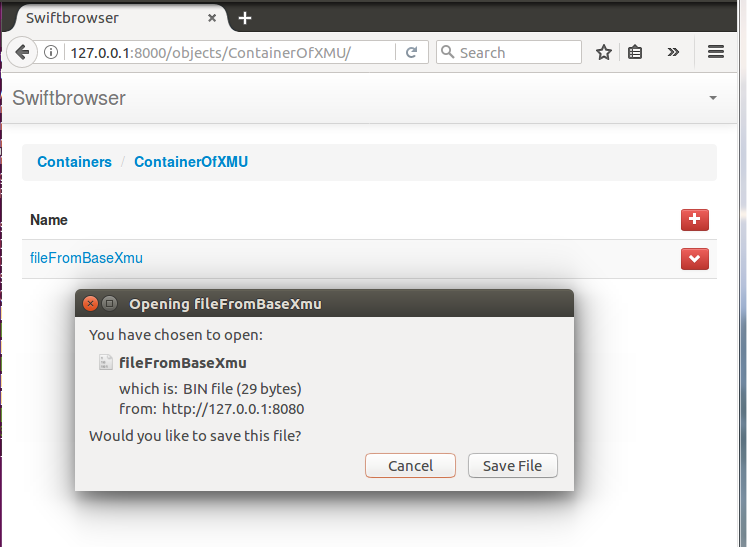 Swiftbrowser
127.0.0.1:8000/objects/ContainerOfXMU/
Search
Swiftbrowser
Containers / ContainerOfXMU
Name
fileFromBaseXmu
Opening fileFromBaseXmu
You have chosen to open:
fileFromBaseXmu
which is: BIN file (29 bytes)
from: http://127.0.0.1:8080
Would you like to save this file?
Cancel Save File